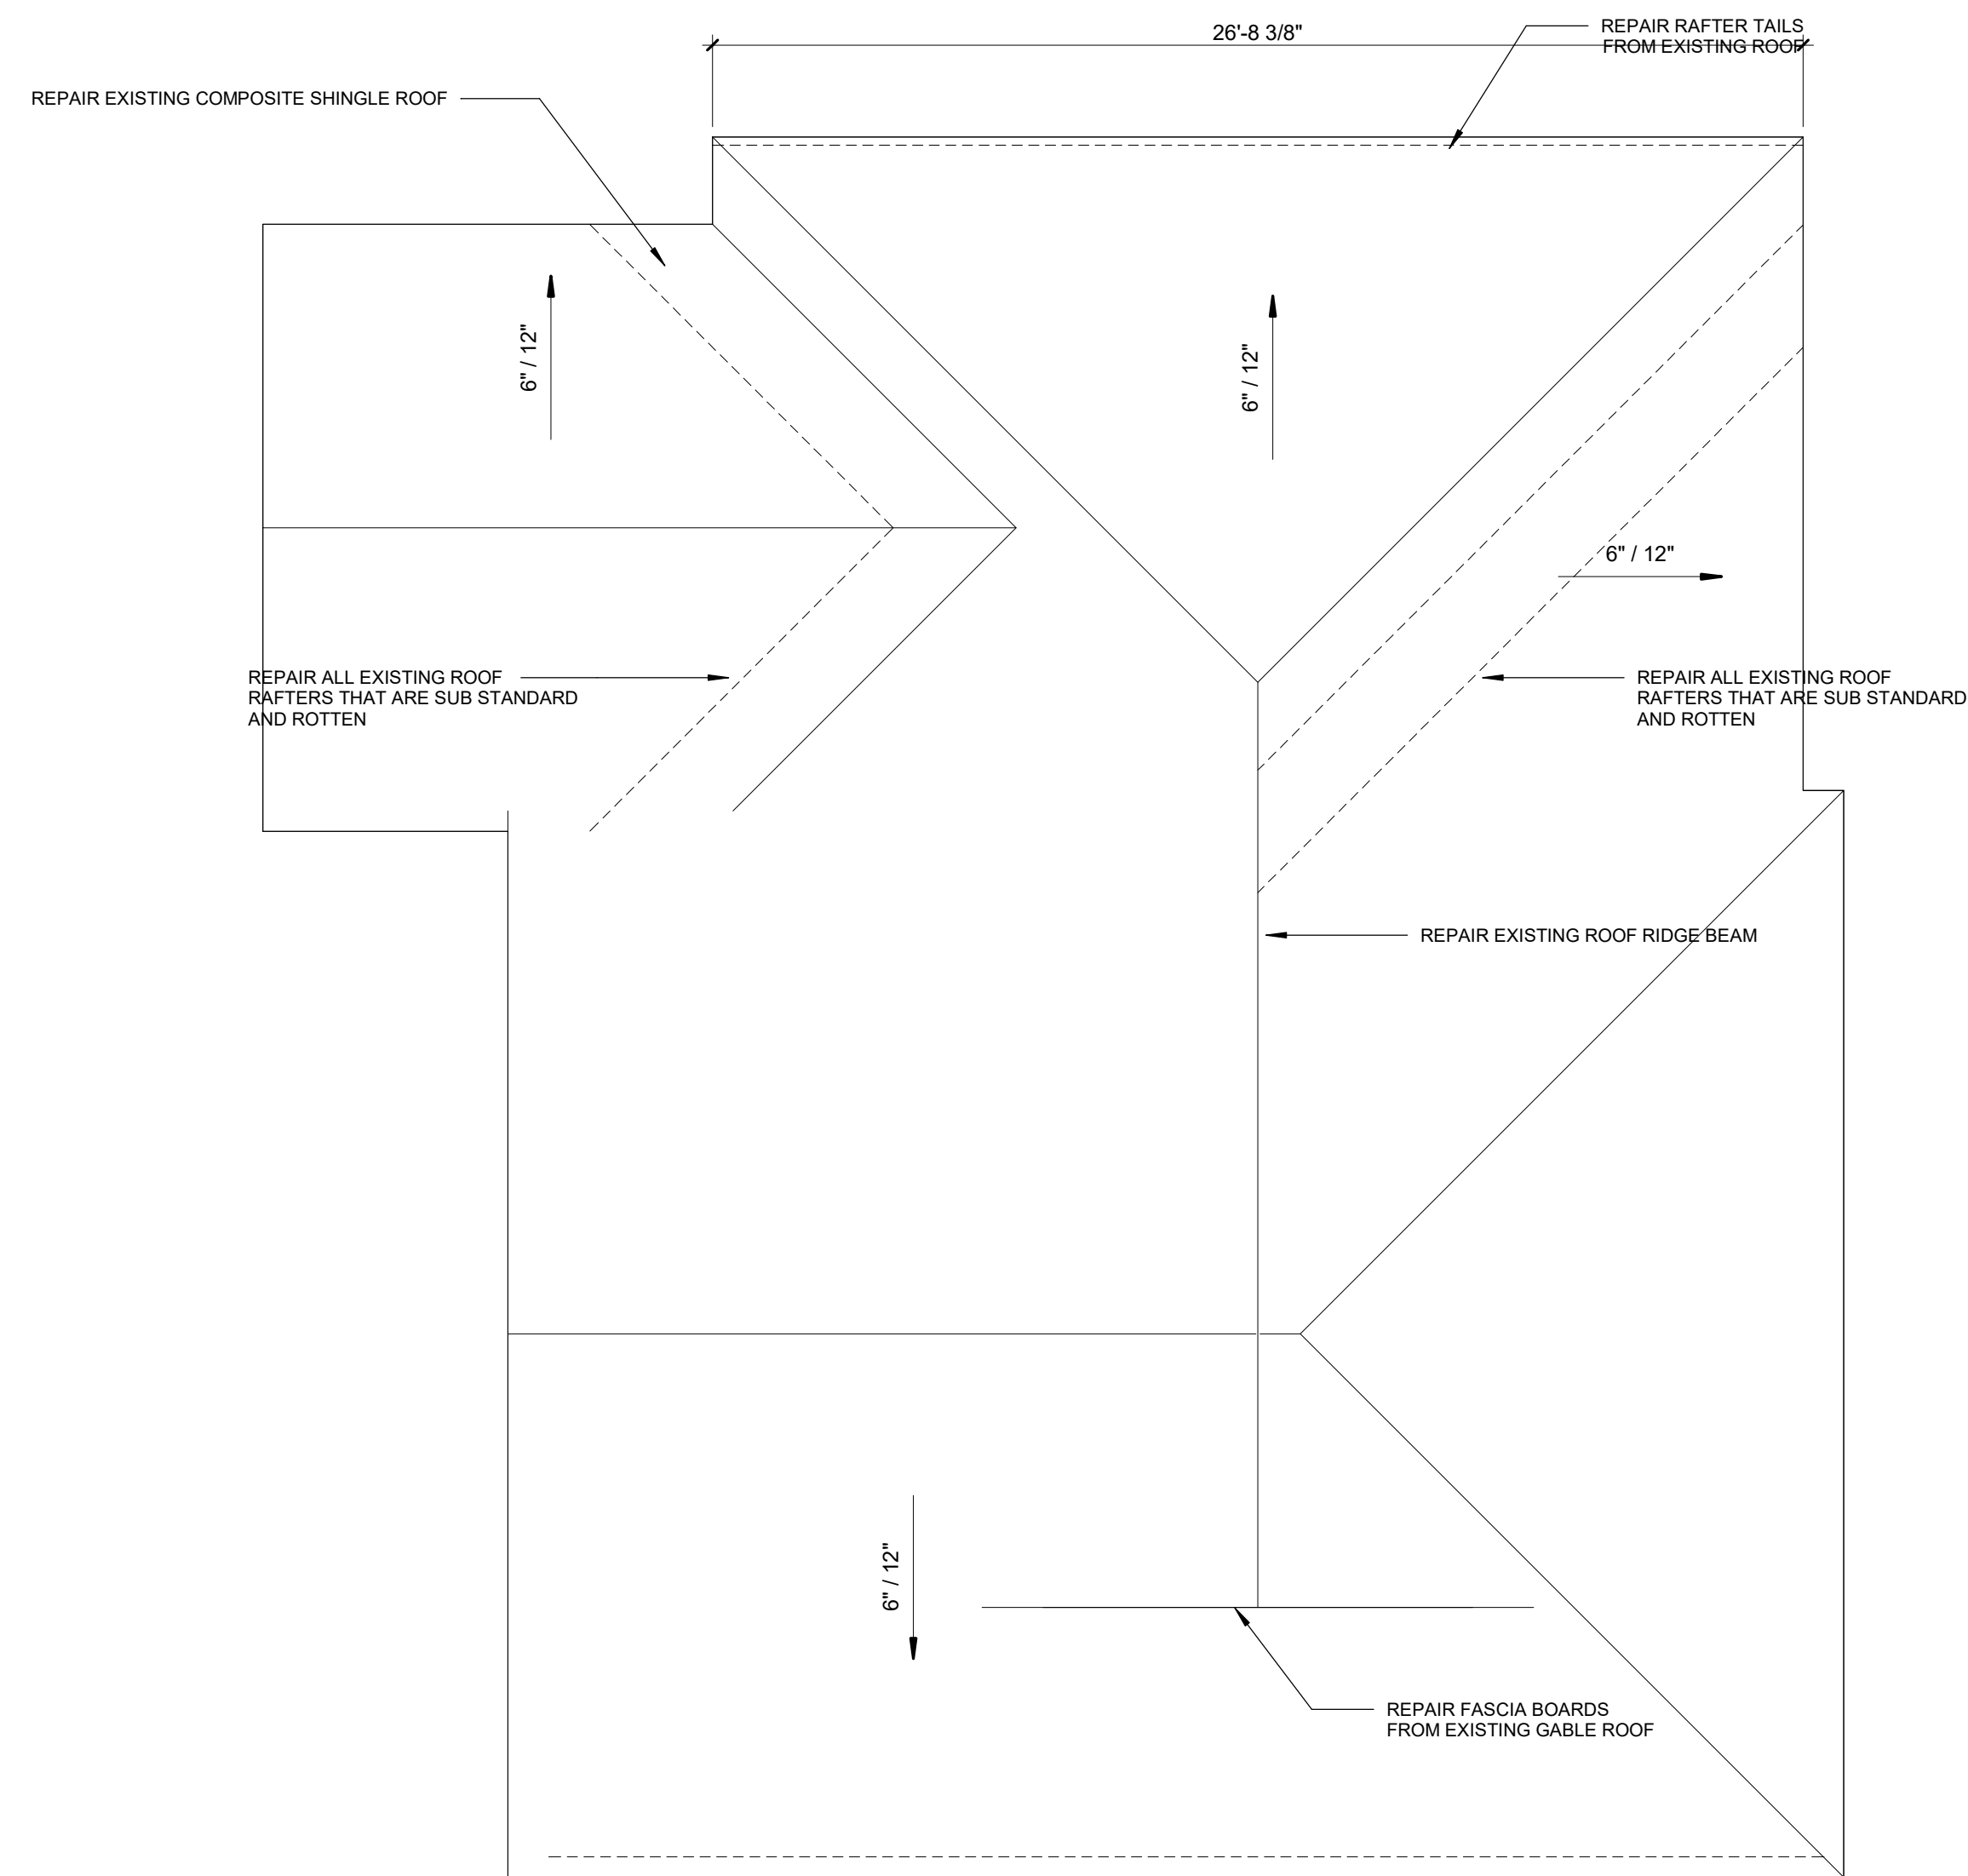 26'-8 3/8"
REPAIR RAFTER TAILS
FROM EXISTING ROOF
REPAIR EXISTING COMPOSITE SHINGLE ROOF
6" / 12"
6" / 12"
6" / 12"
REPAIR ALL EXISTING ROOF
RAFTERS THAT ARE SUB STANDARD
AND ROTTEN
REPAIR ALL EXISTING ROOF
RAFTERS THAT ARE SUB STANDARD
AND ROTTEN
REPAIR EXISTING ROOF RIDGE BEAM
6" / 12"
REPAIR FASCIA BOARDS
FROM EXISTING GABLE ROOF